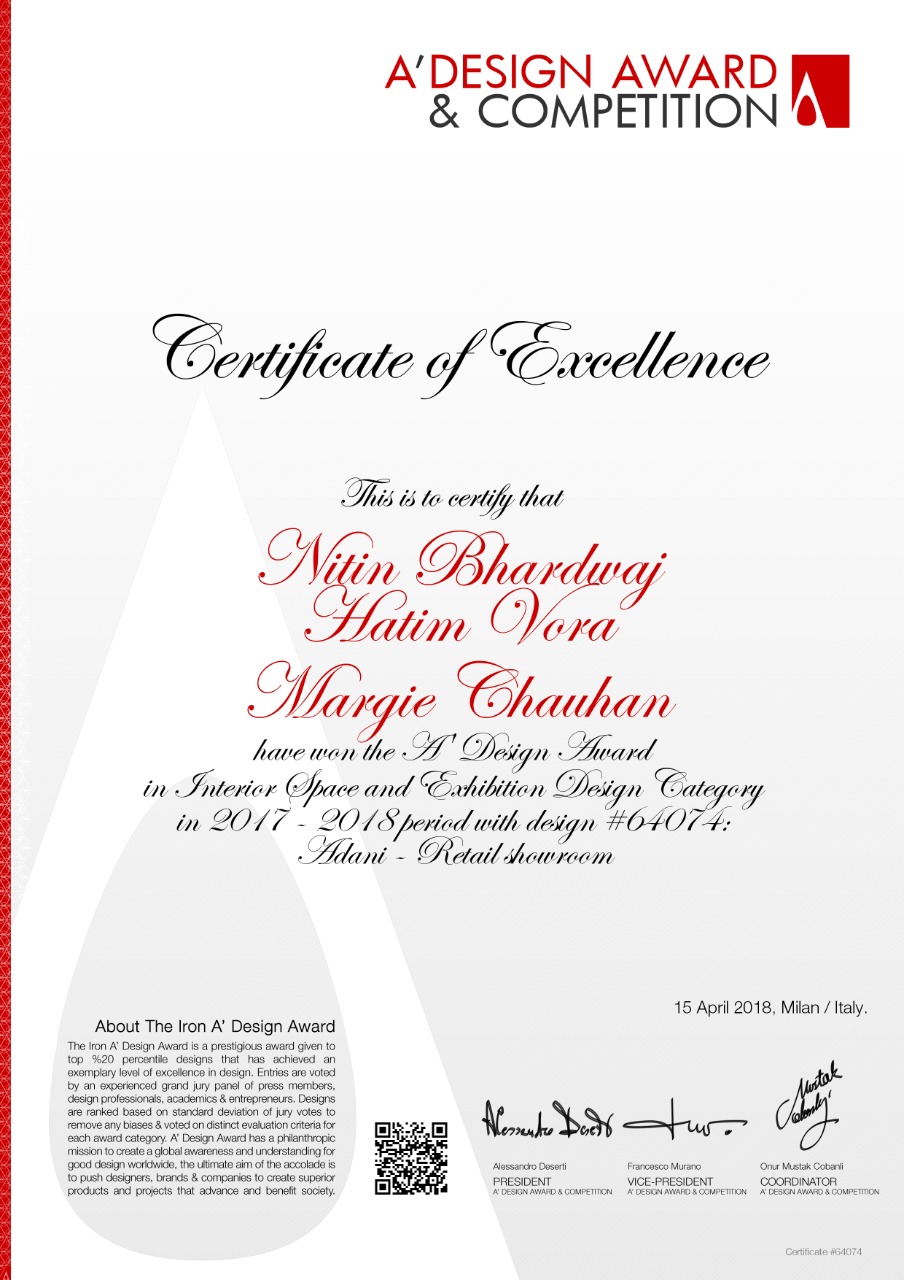 A'DESIGN AWARD
& COMPETITION
Certificate of Excellence
This is to certify that
Nitin Bhardwaj
Hatim Vora
Margie Chauhan
have won the A' Design Award
in Interior Space and Exhibition Design Category
in 2017 - 2018 period with design #64074:
Adani - Retail showroom
15 April 2018, Milan / Italy.
About The Iron A' Design Award
The Iron A' Design Award is a prestigious award given to
top %20 percentile designs that has achieved an
exemplary level of excellence in design. Entries are voted
by an experienced grand jury panel of press members,
design professionals, academics & entrepreneurs. Designs
are ranked based on standard deviation of jury votes to
remove any biases & voted on distinct evaluation criteria for
each award category. A' Design Award has a philanthropic
mission to create a global awareness and understanding for
good design worldwide, the ultimate aim of the accolade is
to push designers, brands & companies to create superior
products and projects that advance and benefit society.
Alessandro Deserti
Alessandro Deserti
PRESIDENT
A' DESIGN AWARD & COMPETITION
Francesco Murano
VICE-PRESIDENT
A' DESIGN AWARD & COMPETITION
Onur Mustak Cobanli
COORDINATOR
A' DESIGN AWARD & COMPETITION
Certificate #64074